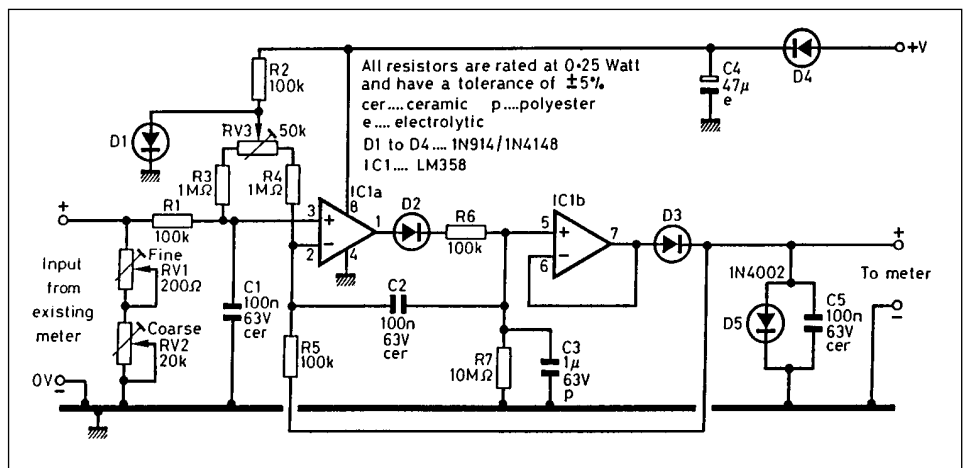 R2
100k
All resistors are rated at 0·25 Watt
and have a tolerance of ±5%
cer....ceramic p....polyester
e....electrolytic
D1 to D4.... 1N914/1N4148
IC1.... LM358
C4
47µ
e
D4
+V
D1
RV3
50k
R3
1MΩ
R4
1MΩ
IC1a
8
3
+
1
2
−
4
D2
R6
100k
IC1b
5
+
7
6
−
D3
+
R1
100k
+
Input
from
existing
meter
Fine
RV1
200Ω
Coarse
RV2
20k
0V
−
C1
100n
63V
cer
C2
100n
63V
cer
R5
100k
R7
10MΩ
C3
1µ
63V
p
1N4002
D5
C5
100n
63V
cer
To meter
−